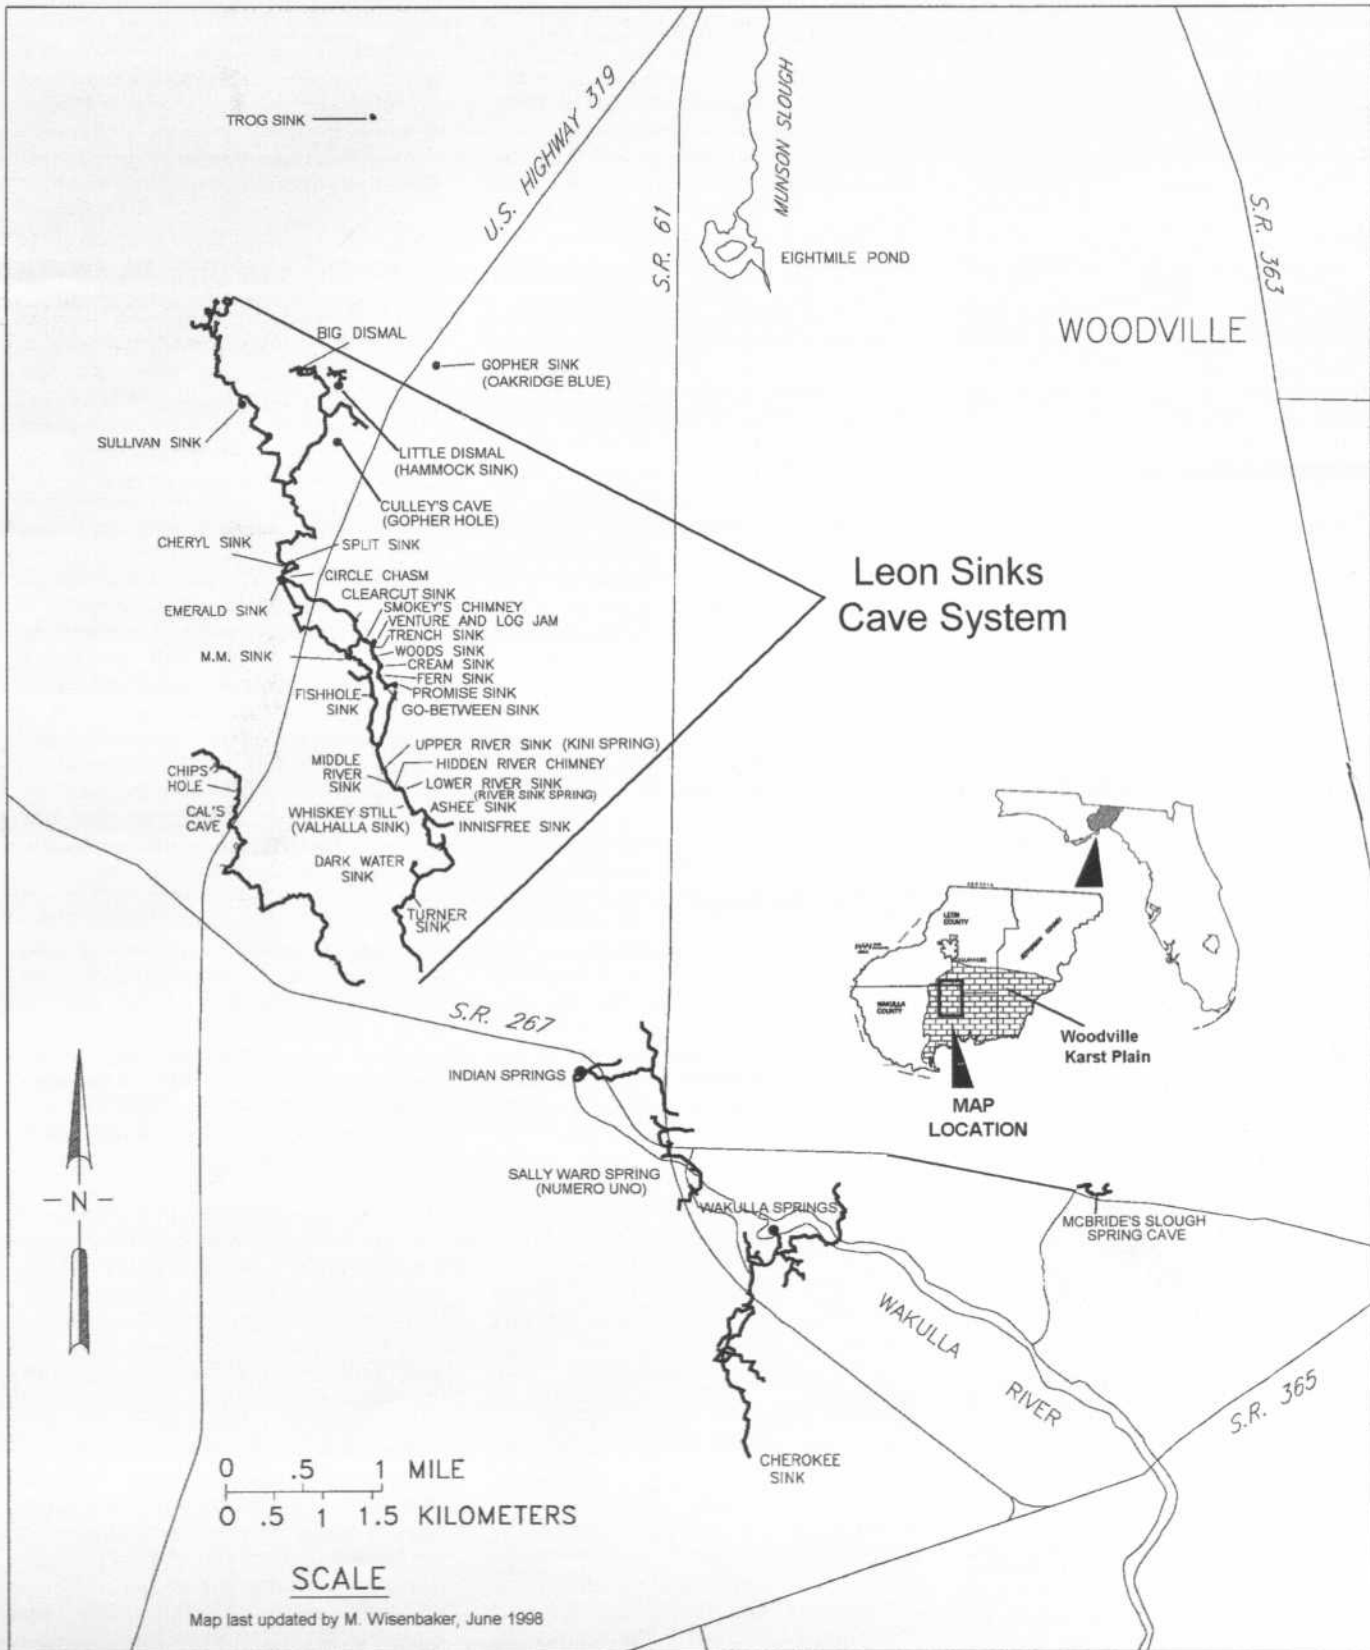 TROG SINK
U.S. HIGHWAY 319
S.R. 61
MUNSON SLOUGH
EIGHTMILE POND
S.R. 363
WOODVILLE
BIG DISMAL
GOPHER SINK
(OAKRIDGE BLUE)
SULLIVAN SINK
LITTLE DISMAL
(HAMMOCK SINK)
CULLEY'S CAVE
(GOPHER HOLE)
CHERYL SINK
SPLIT SINK
CIRCLE CHASM
EMERALD SINK
CLEARCUT SINK
SMOKEY'S CHIMNEY
VENTURE AND LOG JAM
TRENCH SINK
WOODS SINK
M.M. SINK
CREAM SINK
FERN SINK
PROMISE SINK
FISHHOLE
SINK
GO-BETWEEN SINK
Leon Sinks
Cave System
UPPER RIVER SINK (KINI SPRING)
MIDDLE
RIVER
SINK
HIDDEN RIVER CHIMNEY
LOWER RIVER SINK
(RIVER SINK SPRING)
CHIPS
HOLE
CAL'S
CAVE
WHISKEY STILL
(VALHALLA SINK)
ASHEE SINK
INNISFREE SINK
DARK WATER
SINK
TURNER
SINK
S.R. 267
INDIAN SPRINGS
LEON
COUNTY
WAKULLA
COUNTY
Woodville
Karst Plain
MAP
LOCATION
N
SALLY WARD SPRING
(NUMERO UNO)
WAKULLA SPRINGS
MCBRIDE'S SLOUGH
SPRING CAVE
WAKULLA
RIVER
S.R. 365
CHEROKEE
SINK
0 .5 1 MILE
0 .5 1 1.5 KILOMETERS
SCALE
Map last updated by M. Wisenbaker, June 1998